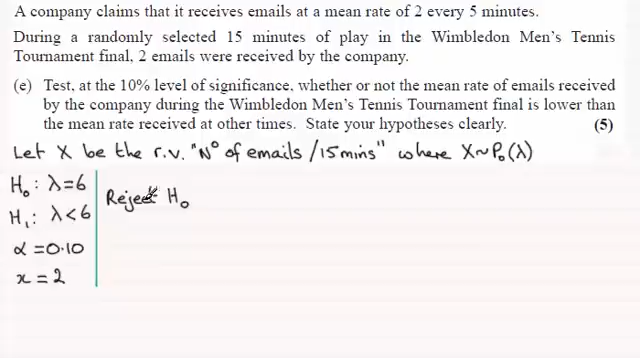 A company claims that it receives emails at a mean rate of 2 every 5 minutes.
During a randomly selected 15 minutes of play in the Wimbledon Men's Tennis
Tournament final, 2 emails were received by the company.
(e) Test, at the 10% level of significance, whether or not the mean rate of emails received
by the company during the Wimbledon Men's Tennis Tournament final is lower than
the mean rate received at other times. State your hypotheses clearly. (5)
Let X be the r.v. "N° of emails /15mins" where X~P₀(λ)
H₀: λ=6
H₁: λ<6
α=0.10
x=2
Reject H₀